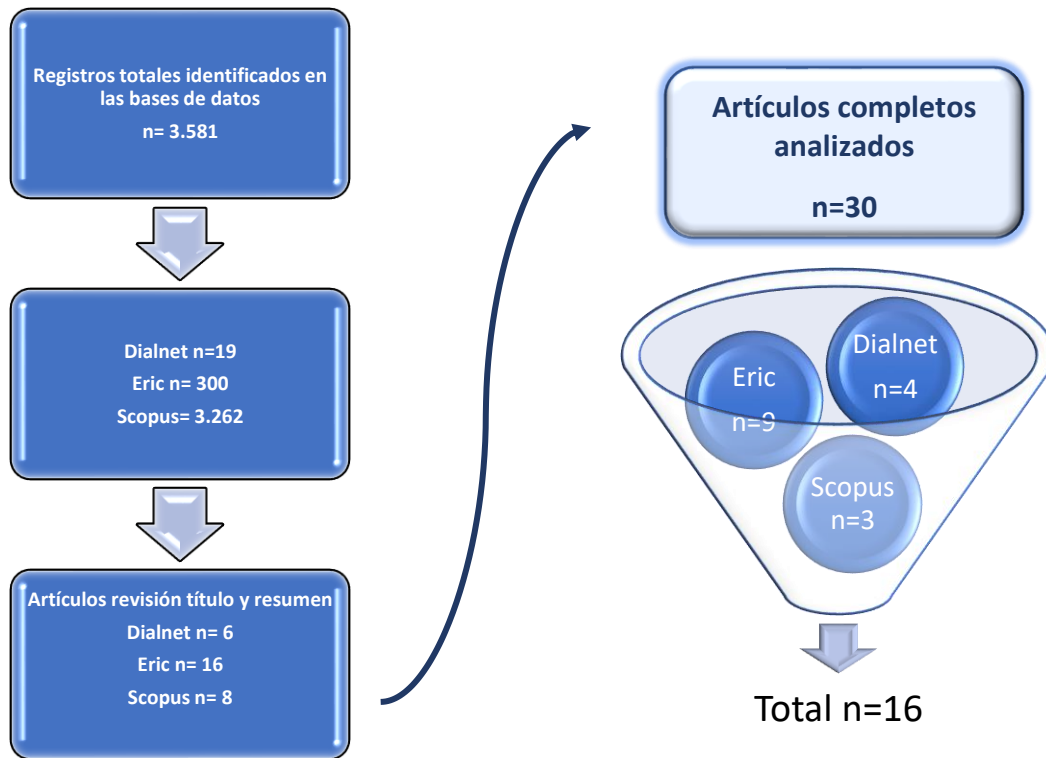 Registros totales identificados en
las bases de datos
n= 3.581
Dialnet n=19
Eric n= 300
Scopus= 3.262
Artículos revisión título y resumen
Dialnet n= 6
Eric n= 16
Scopus n= 8
Artículos completos
analizados
n=30
Dialnet
n=4
Eric
n=9
Scopus
n=3
Total n=16